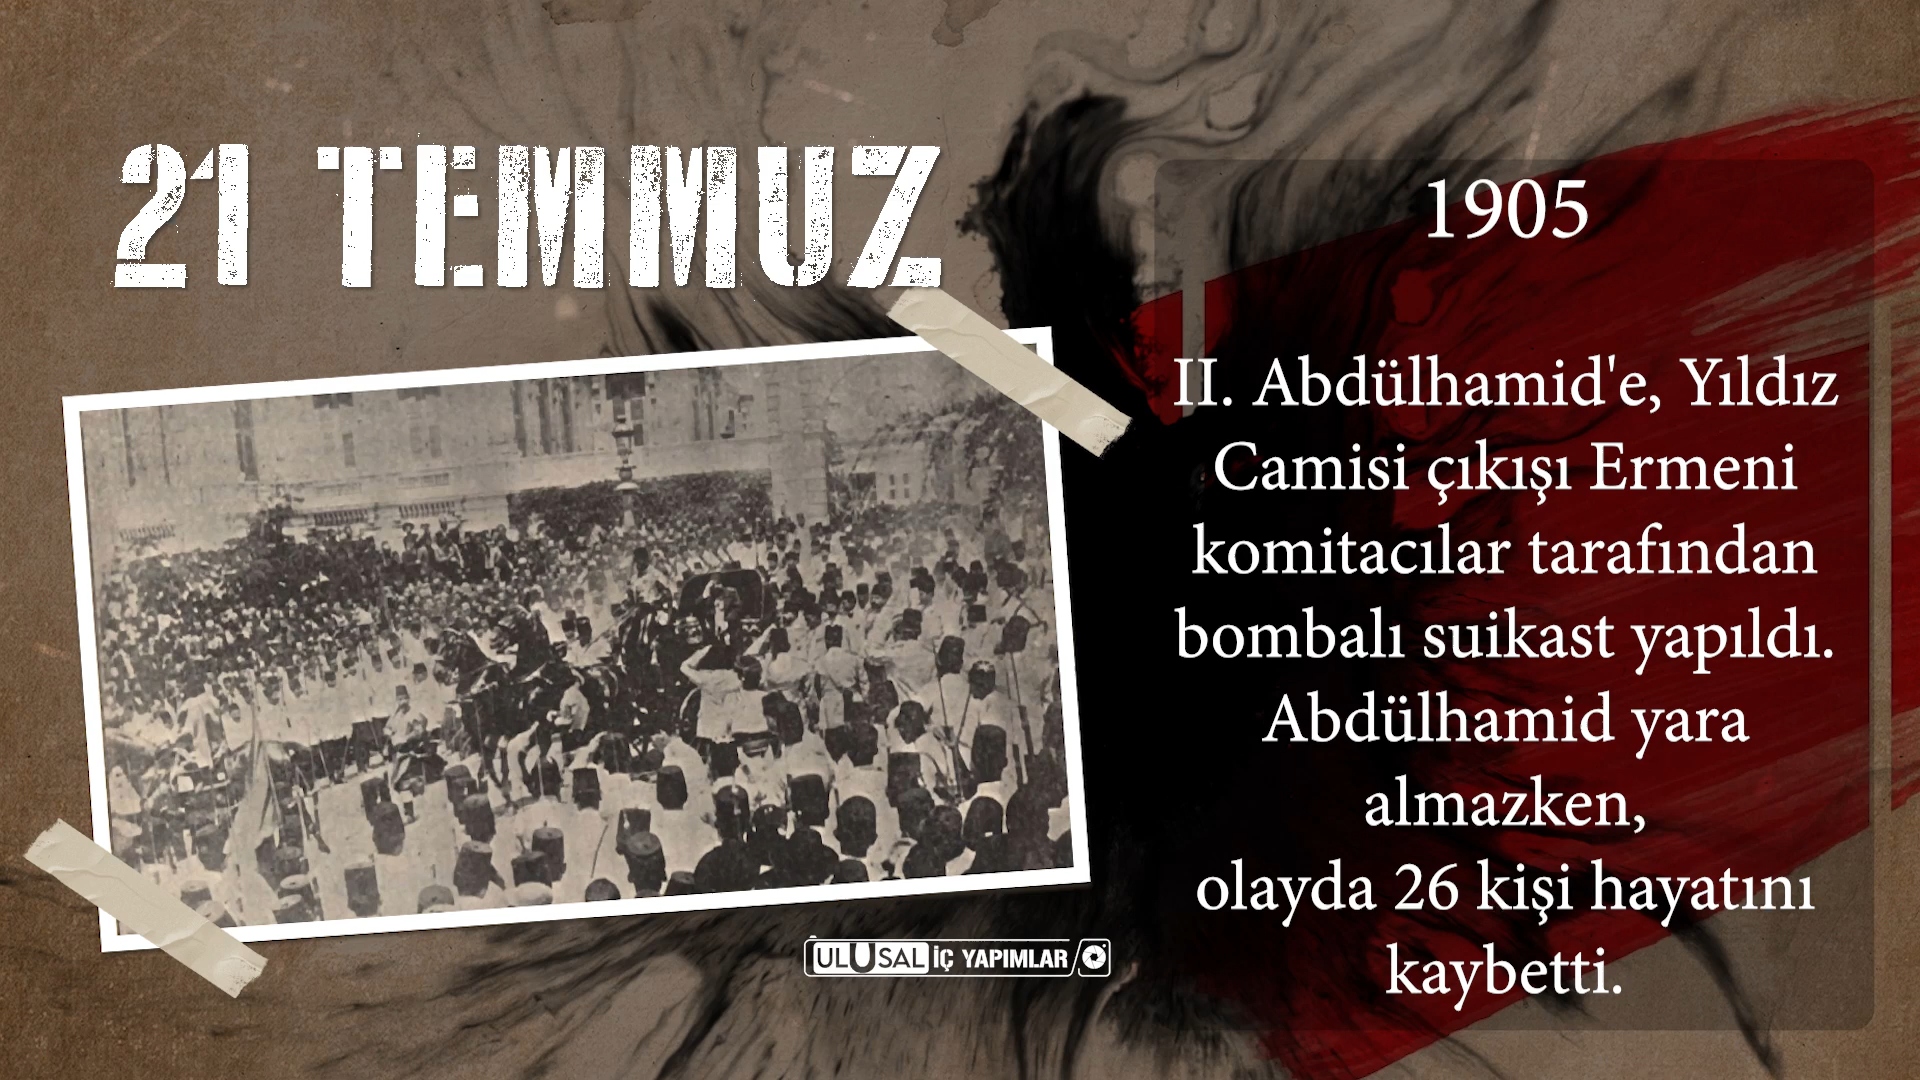 21 TEMMUZ
1905
II. Abdülhamid'e, Yıldız
Camisi çıkışı Ermeni
komitacılar tarafından
bombalı suikast yapıldı.
Abdülhamid yara
almazken,
olayda 26 kişi hayatını
kaybetti.
ULUSAL İÇ YAPIMLAR